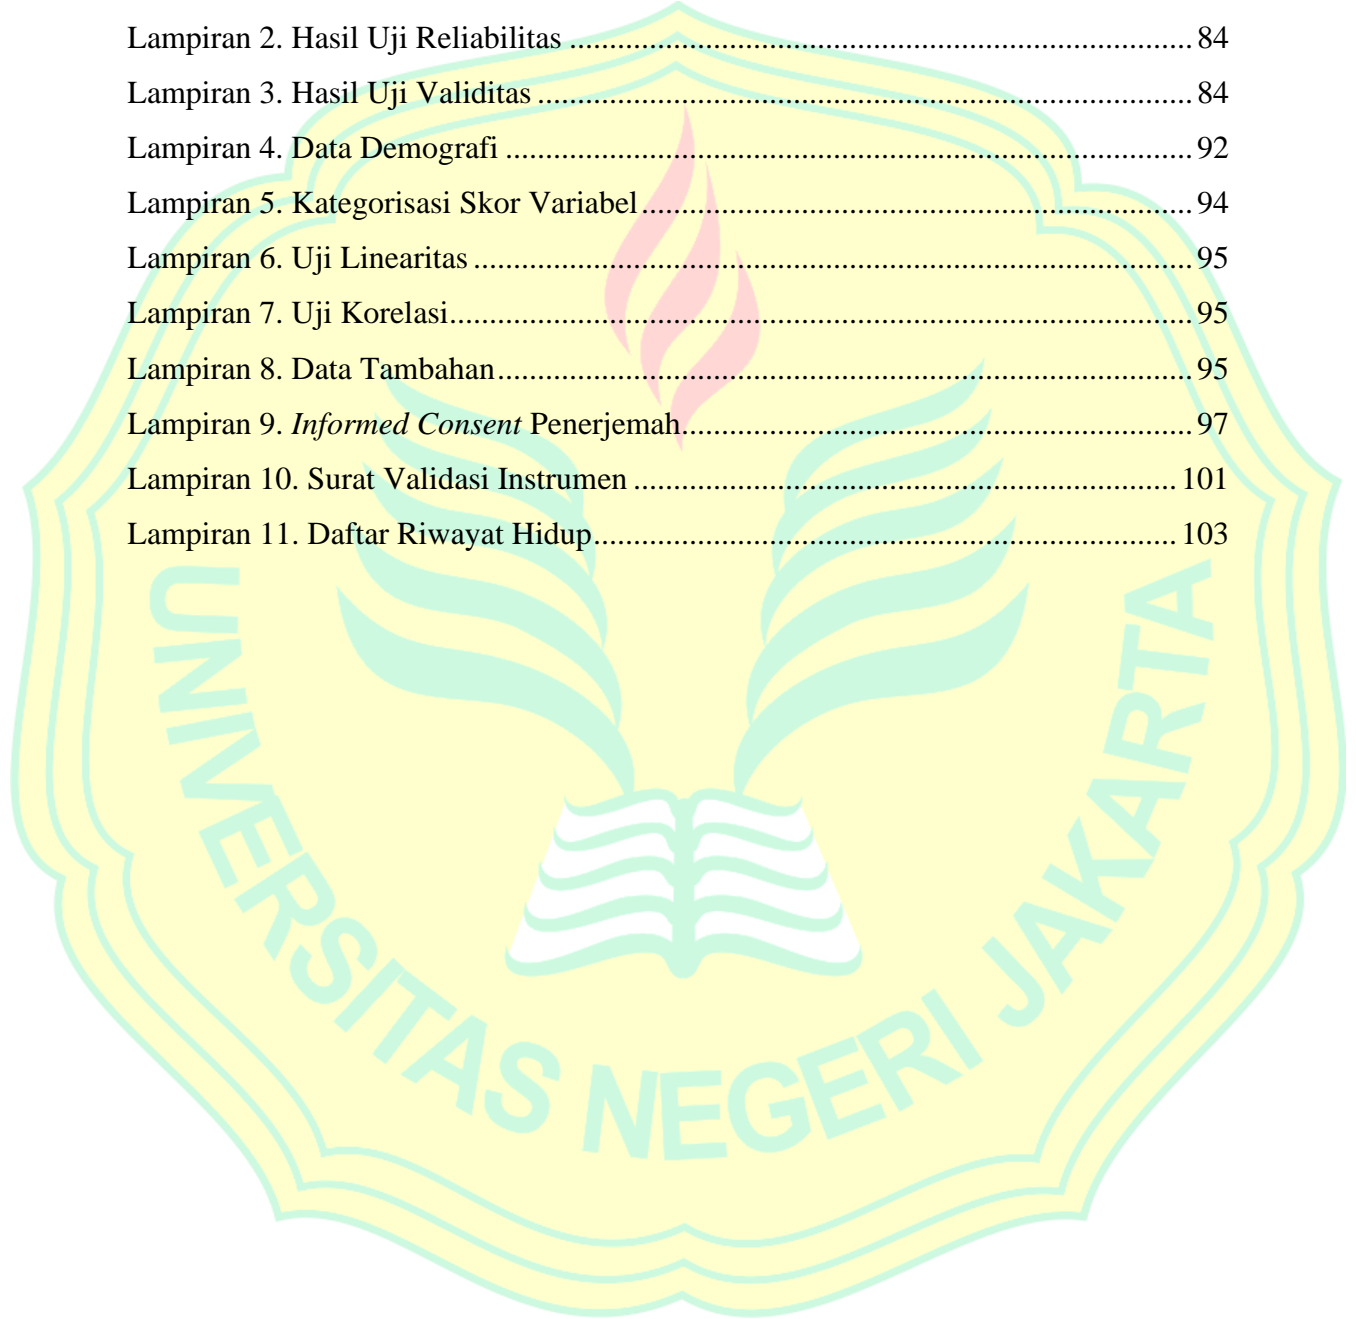 Lampiran 2. Hasil Uji Reliabilitas ............................................................................ 84
Lampiran 3. Hasil Uji Validitas ................................................................................ 84
Lampiran 4. Data Demografi .................................................................................... 92
Lampiran 5. Kategorisasi Skor Variabel ................................................................... 94
Lampiran 6. Uji Linearitas ........................................................................................ 95
Lampiran 7. Uji Korelasi........................................................................................... 95
Lampiran 8. Data Tambahan..................................................................................... 95
Lampiran 9. Informed Consent Penerjemah.............................................................. 97
Lampiran 10. Surat Validasi Instrumen .................................................................. 101
Lampiran 11. Daftar Riwayat Hidup....................................................................... 103
UNIVERSITAS NEGERI JAKARTA